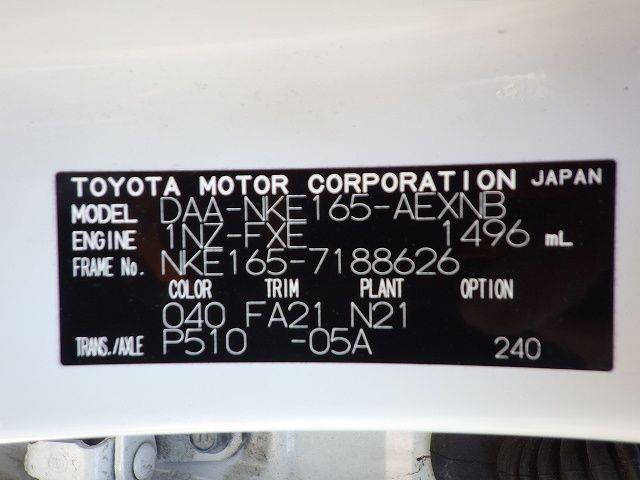 TOYOTA MOTOR CORPORATION JAPAN
MODEL DAA-NKE165-AEXNB
ENGINE 1NZ-FXE 1496 mL
FRAME No. NKE165-7188626
COLOR TRIM PLANT OPTION
040 FA21 N21
TRANS./AXLE P510 -05A 240